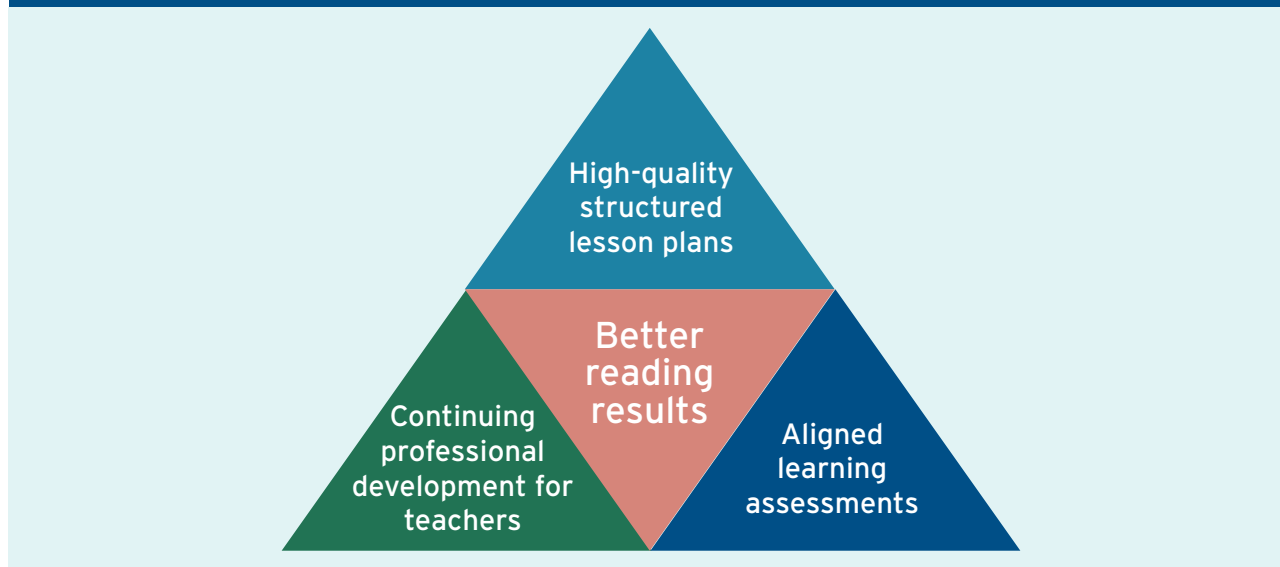 High-quality
structured
lesson plans
Better
reading
results
Continuing
professional
development for
teachers
Aligned
learning
assessments